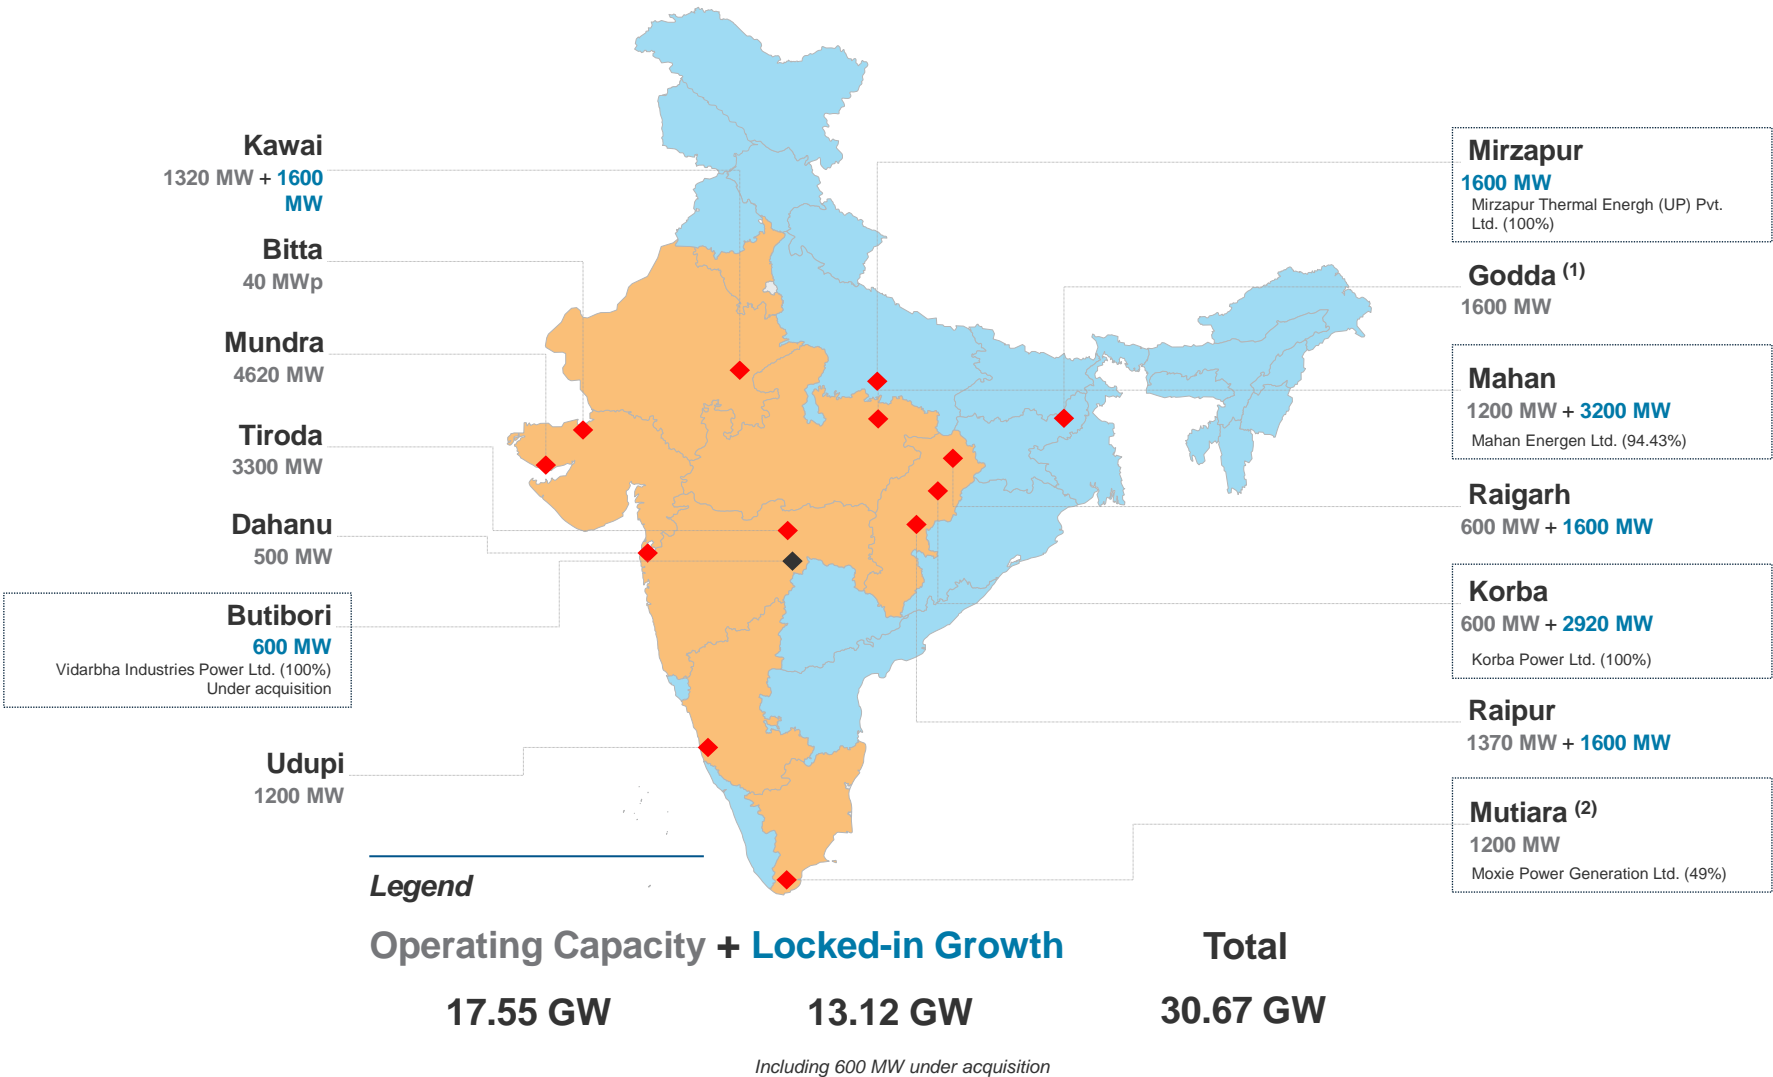 Kawai
1320 MW + 1600
MW
Bitta
40 MWp
Mundra
4620 MW
Tiroda
3300 MW
Dahanu
500 MW
Butibori
600 MW
Vidarbha Industries Power Ltd. (100%)
Under acquisition
Udupi
1200 MW
Mirzapur
1600 MW
Mirzapur Thermal Energh (UP) Pvt.
Ltd. (100%)
Godda (1)
1600 MW
Mahan
1200 MW + 3200 MW
Mahan Energen Ltd. (94.43%)
Raigarh
600 MW + 1600 MW
Korba
600 MW + 2920 MW
Korba Power Ltd. (100%)
Raipur
1370 MW + 1600 MW
Mutiara (2)
1200 MW
Moxie Power Generation Ltd. (49%)
Legend
Operating Capacity + Locked-in Growth Total
17.55 GW 13.12 GW 30.67 GW
Including 600 MW under acquisition